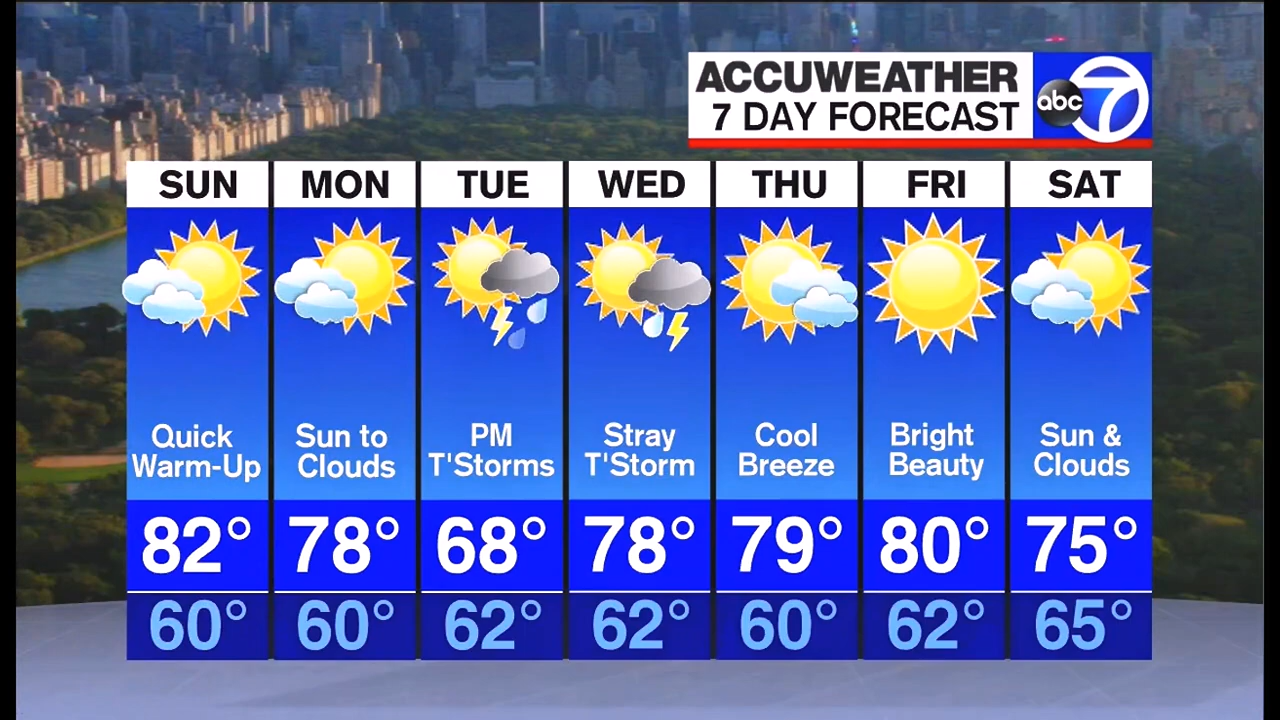 ACCUWEATHER
7 DAY FORECAST
abc 7
SUN MON TUE WED THU FRI SAT
Quick
Warm-Up
Sun to
Clouds
PM
T'Storms
Stray
T'Storm
Cool
Breeze
Bright
Beauty
Sun &
Clouds
82° 78° 68° 78° 79° 80° 75°
60° 60° 62° 62° 60° 62° 65°